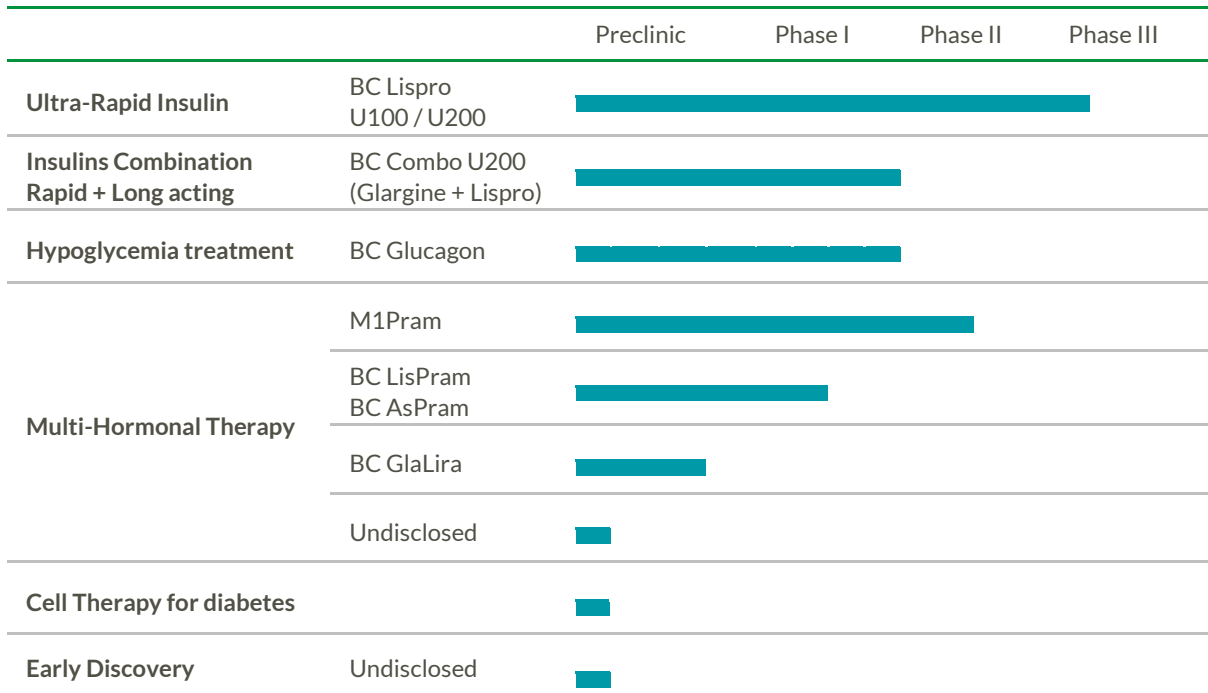 Preclinic Phase I Phase II Phase III
Ultra-Rapid Insulin
BC Lispro
U100 / U200
Insulins Combination
Rapid + Long acting
BC Combo U200
(Glargine + Lispro)
Hypoglycemia treatment
BC Glucagon
Multi-Hormonal Therapy
M1Pram
BC LisPram
BC AsPram
BC GlaLira
Undisclosed
Cell Therapy for diabetes
Early Discovery
Undisclosed